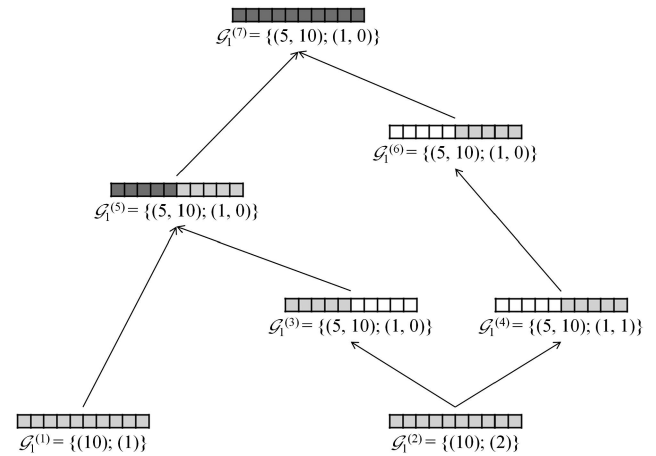 𝒢₁⁽⁷⁾ = {(5, 10); (1, 0)}
𝒢₁⁽⁶⁾ = {(5, 10); (1, 0)}
𝒢₁⁽⁵⁾ = {(5, 10); (1, 0)}
𝒢₁⁽³⁾ = {(5, 10); (1, 0)}
𝒢₁⁽⁴⁾ = {(5, 10); (1, 1)}
𝒢₁⁽¹⁾ = {(10); (1)}
𝒢₁⁽²⁾ = {(10); (2)}